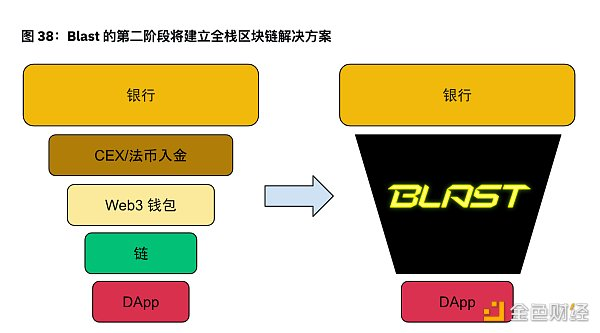 图 38：Blast 的第二阶段将建立全栈区块链解决方案
银行
CEX/法币入金
Web3 钱包
链
DApp
银行
BLAST
DApp
金色财经